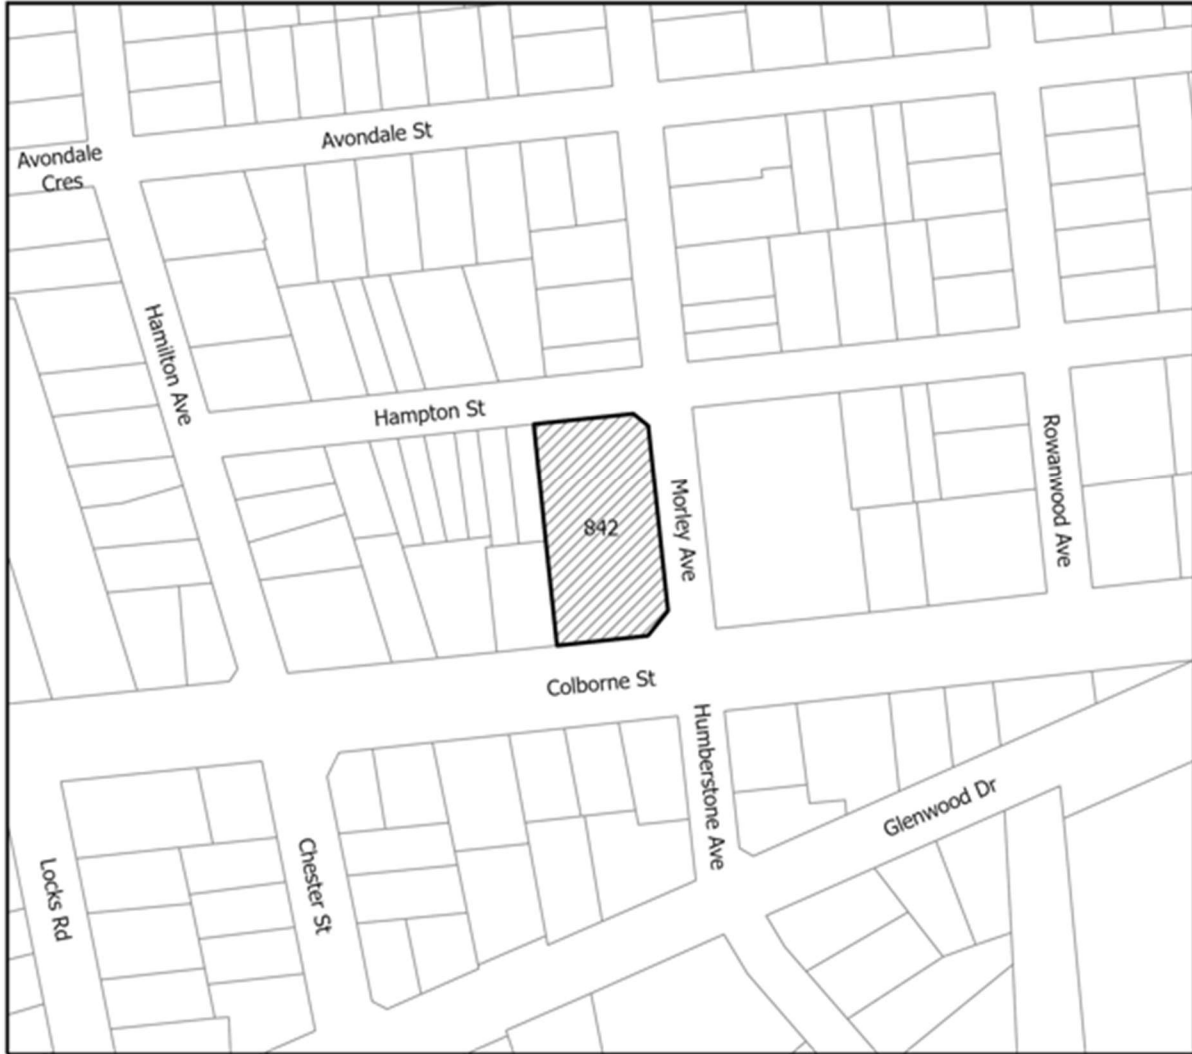 Avondale St
Avondale
Cres
Hamilton Ave
Hampton St
Rowanwood Ave
Morley Ave
842
Colborne St
Humberstone Ave
Glenwood Dr
Chester St
Locks Rd